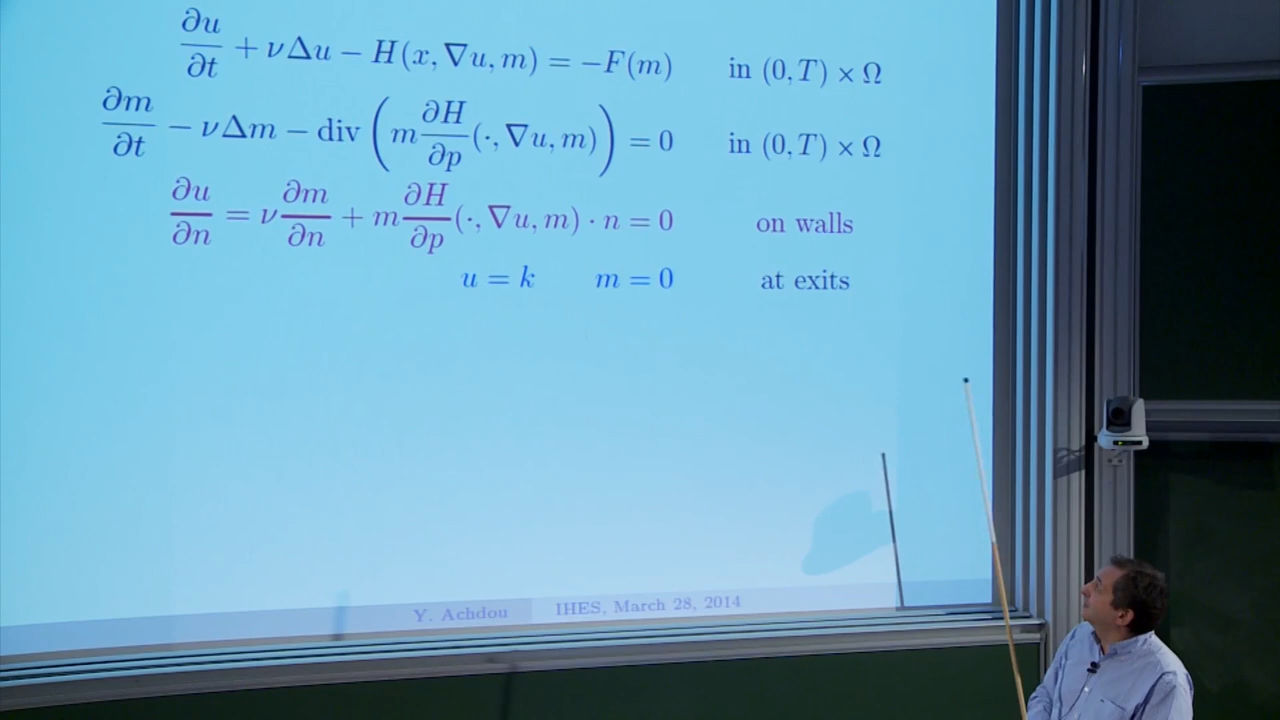 ∂u/∂t + νΔu − H(x, ∇u, m) = −F(m) in (0, T) × Ω
∂m/∂t − νΔm − div (m ∂H/∂p (·, ∇u, m)) = 0 in (0, T) × Ω
∂u/∂n = ν ∂m/∂n + m ∂H/∂p (·, ∇u, m) · n = 0 on walls
u = k m = 0 at exits
Y. Achdou IHES, March 28, 2014